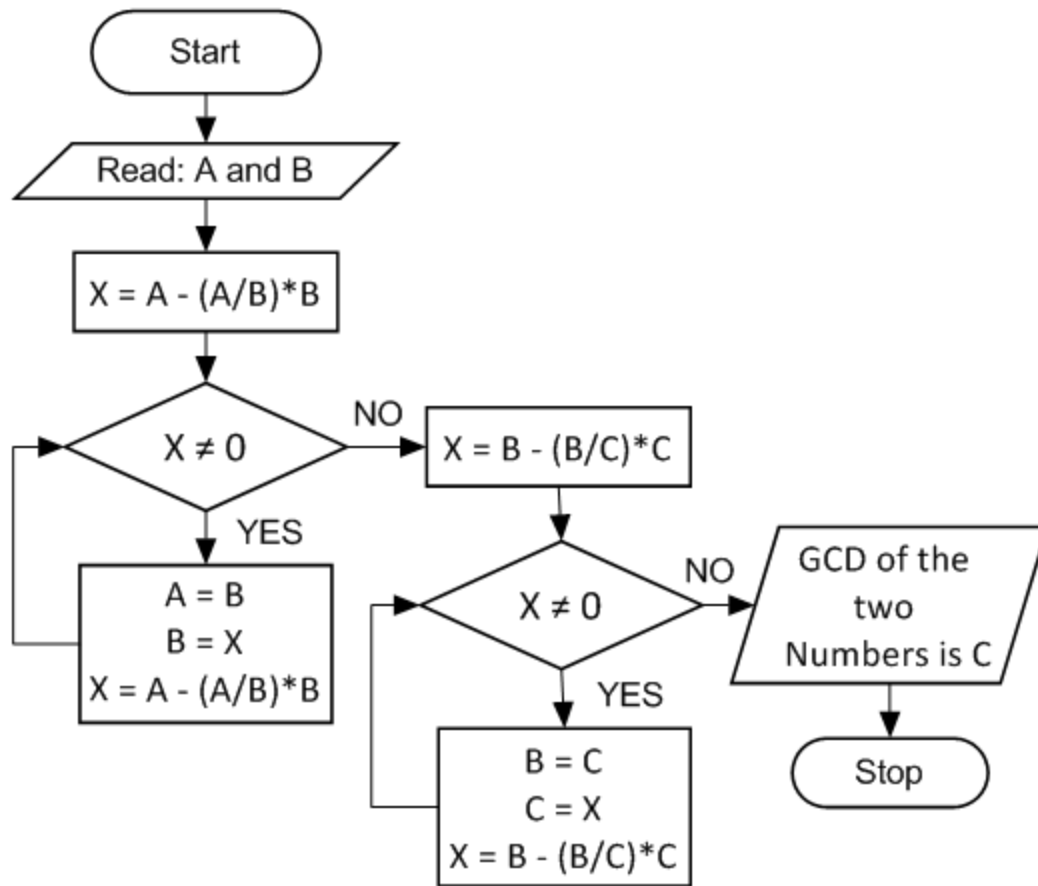 Start
Read: A and B
X = A - (A/B)*B
X ≠ 0
NO
YES
A = B
B = X
X = A - (A/B)*B
X = B - (B/C)*C
X ≠ 0
NO
YES
B = C
C = X
X = B - (B/C)*C
GCD of the
two
Numbers is C
Stop